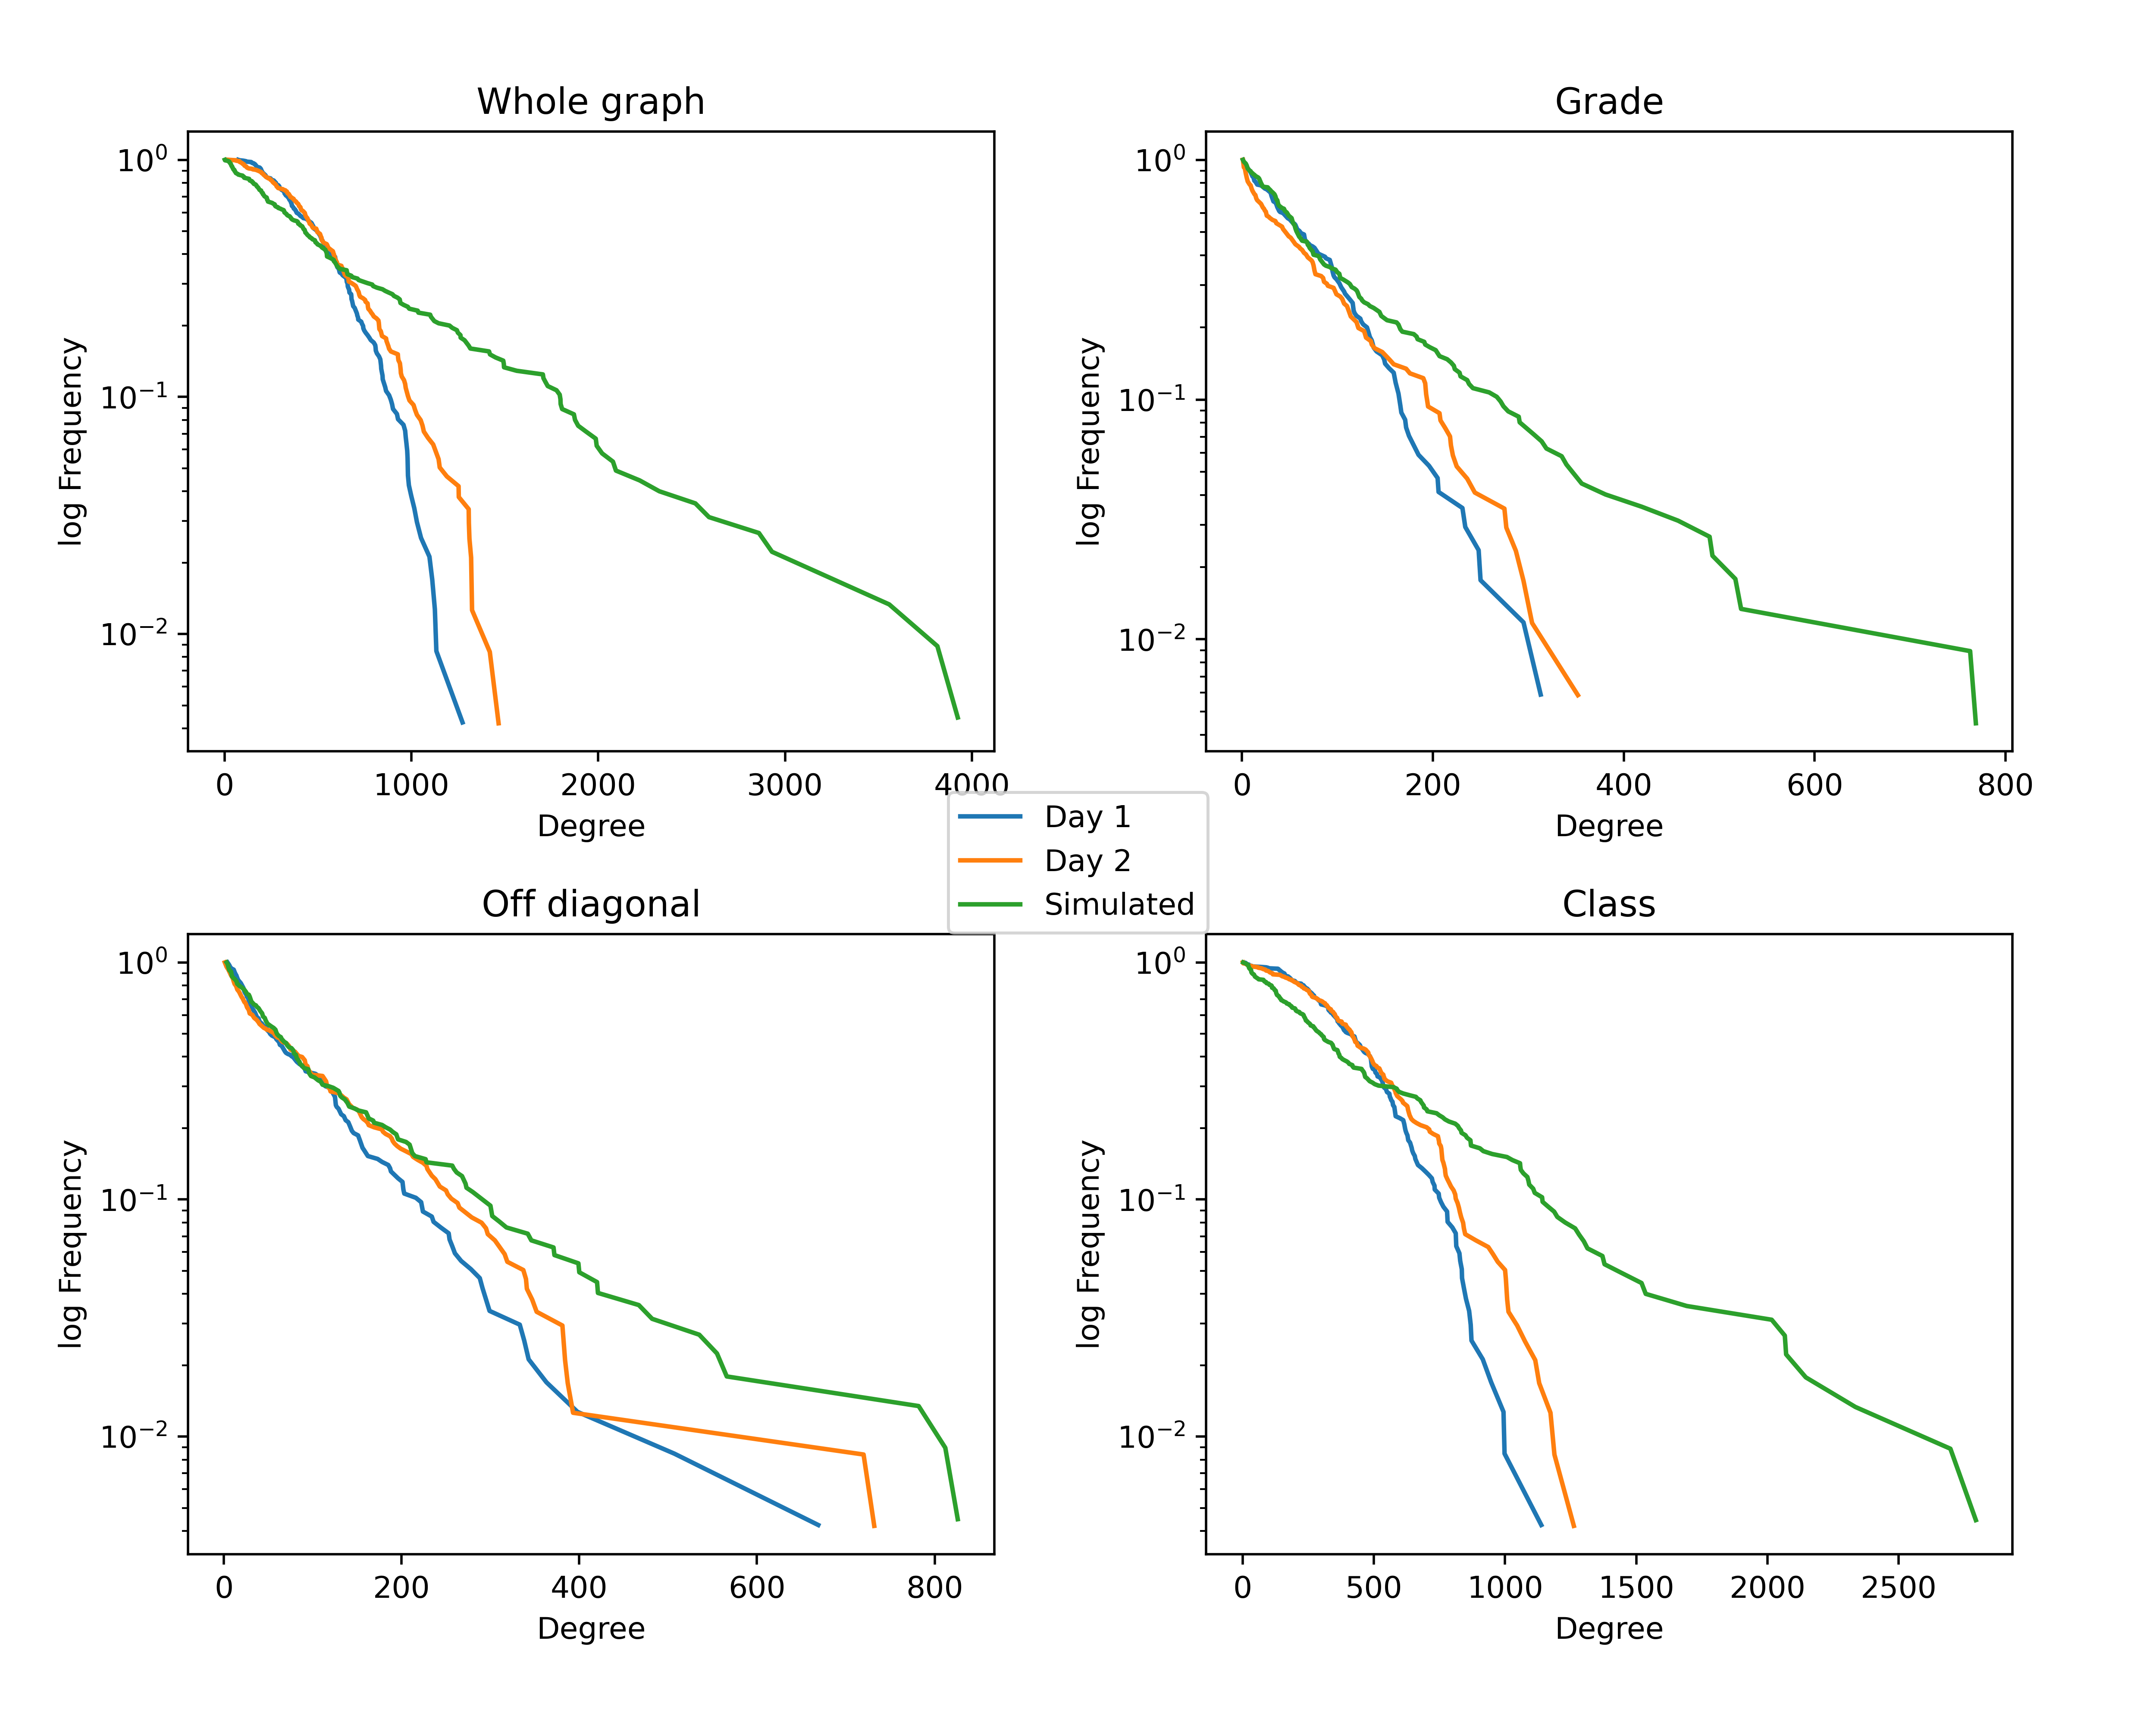 Whole graph
10⁰
10⁻¹
10⁻²
log Frequency
0 1000 2000 3000 4000
Degree
Grade
10⁰
10⁻¹
10⁻²
log Frequency
0 200 400 600 800
Degree
Day 1
Day 2
Simulated
Off diagonal
10⁰
10⁻¹
10⁻²
log Frequency
0 200 400 600 800
Degree
Class
10⁰
10⁻¹
10⁻²
log Frequency
0 500 1000 1500 2000 2500
Degree